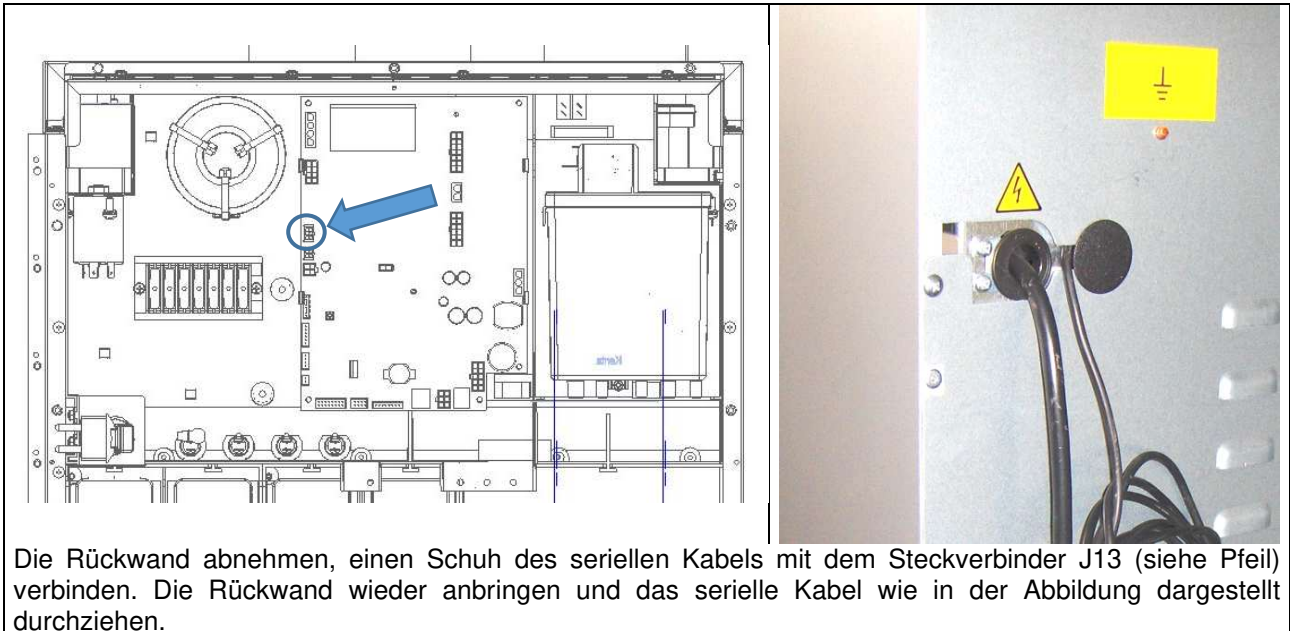 Kenta
Die Rückwand abnehmen, einen Schuh des seriellen Kabels mit dem Steckverbinder J13 (siehe Pfeil)
verbinden. Die Rückwand wieder anbringen und das serielle Kabel wie in der Abbildung dargestellt
durchziehen.